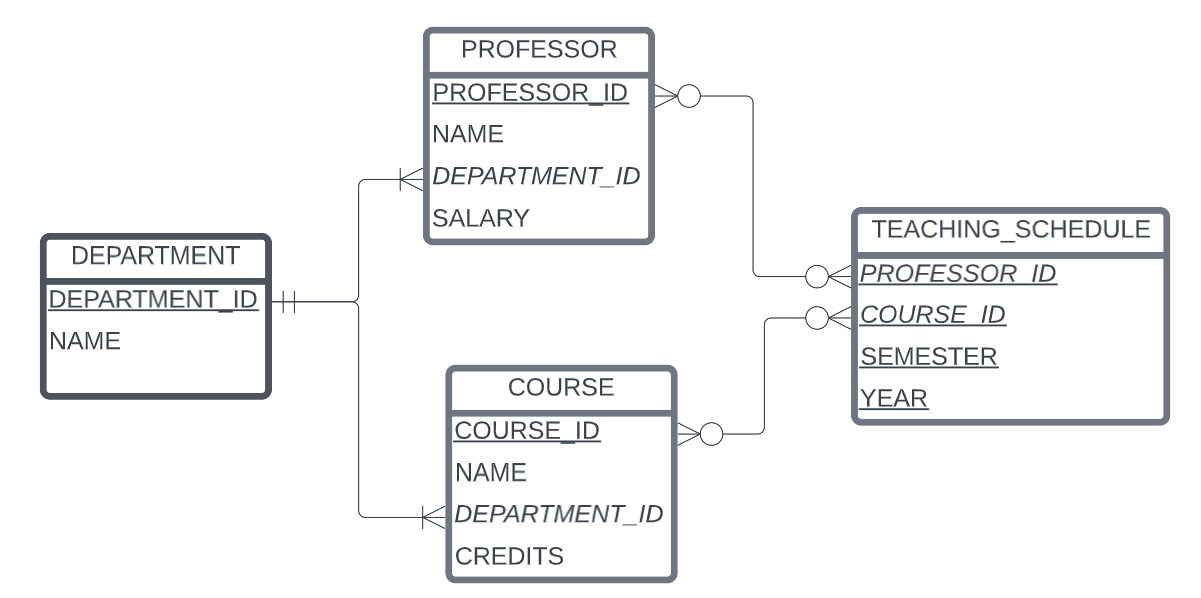 PROFESSOR
PROFESSOR_ID
NAME
DEPARTMENT_ID
SALARY
DEPARTMENT
DEPARTMENT_ID
NAME
COURSE
COURSE_ID
NAME
DEPARTMENT_ID
CREDITS
TEACHING_SCHEDULE
PROFESSOR_ID
COURSE_ID
SEMESTER
YEAR